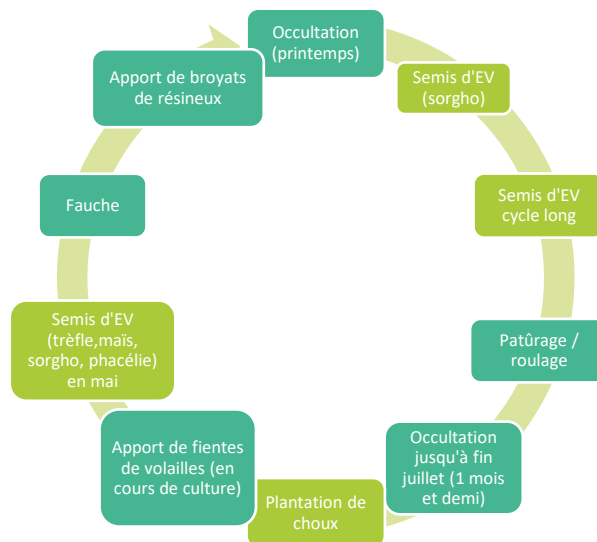 Occultation
(printemps)
Semis d'EV
(sorgho)
Semis d'EV
cycle long
Patûrage /
roulage
Occultation
jusqu'à fin
juillet (1 mois
et demi)
Plantation de
choux
Apport de fientes
de volailles (en
cours de culture)
Semis d'EV
(trèfle,maïs,
sorgho, phacélie)
en mai
Fauche
Apport de broyats
de résineux